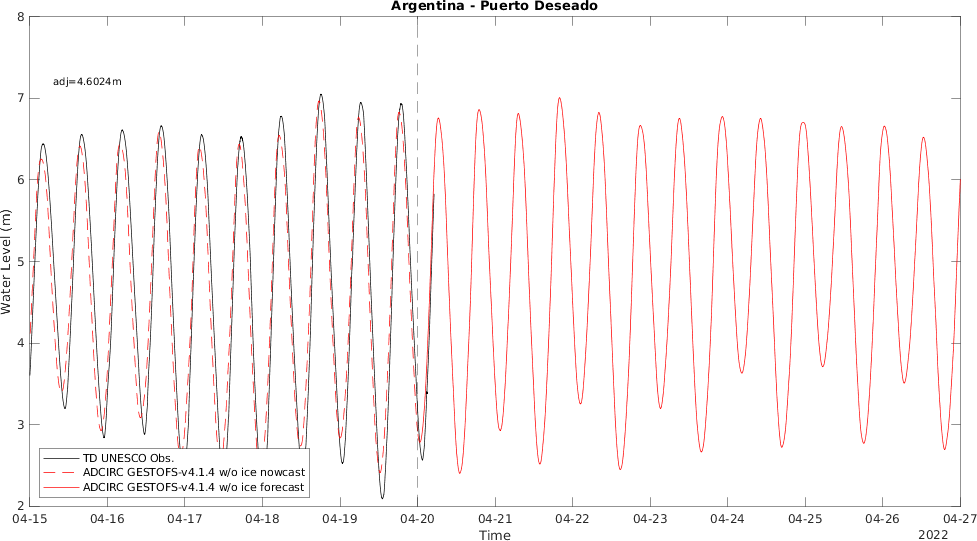 Argentina - Puerto Deseado
8
adj=4.6024m
7
6
5
4
3
2
Water Level (m)
TD UNESCO Obs.
ADCIRC GESTOFS-v4.1.4 w/o ice nowcast
ADCIRC GESTOFS-v4.1.4 w/o ice forecast
04-15 04-16 04-17 04-18 04-19 04-20 04-21 04-22 04-23 04-24 04-25 04-26 04-27
Time
2022